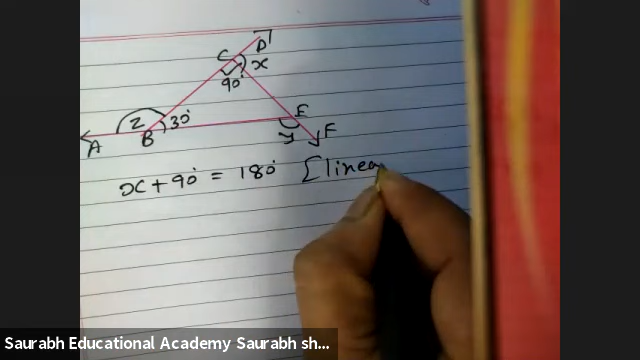 C D
x
90°
E
z 30°
A B y F
x + 90° = 180° [linea
Saurabh Educational Academy Saurabh sh...